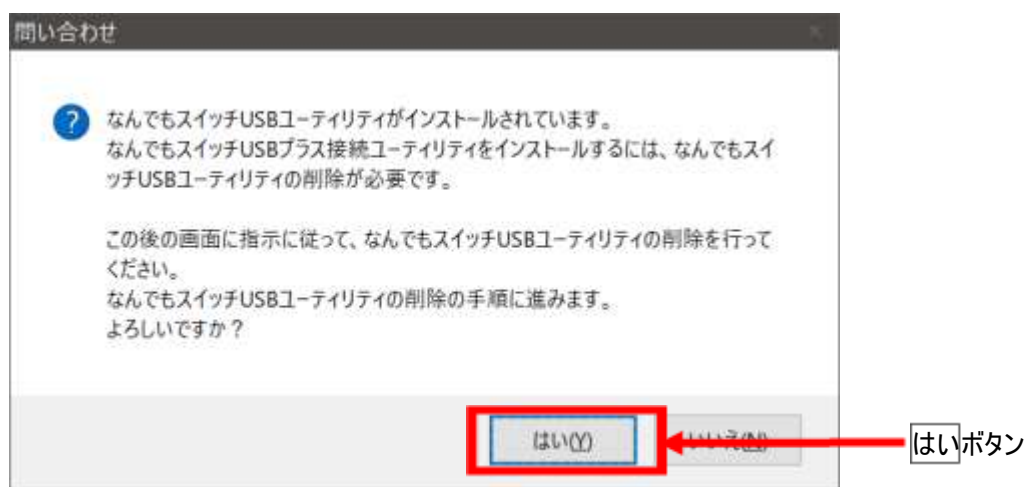 問い合わせ
なんでもスイッチUSBユーティリティがインストールされています。
なんでもスイッチUSBプラス接続ユーティリティをインストールするには、なんでもスイ
ッチUSBユーティリティの削除が必要です。
この後の画面に指示に従って、なんでもスイッチUSBユーティリティの削除を行って
ください。
なんでもスイッチUSBユーティリティの削除の手順に進みます。
よろしいですか？
はい(Y)
いいえ(N)
はいボタン